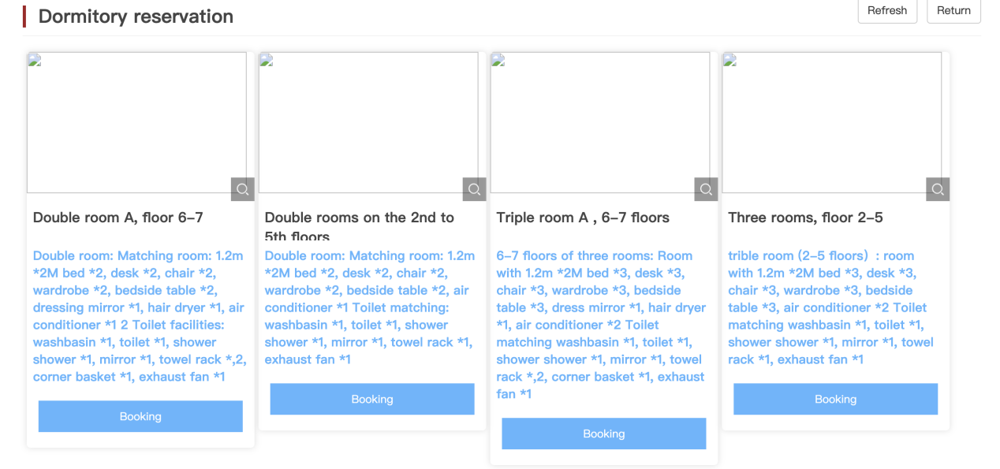 Dormitory reservation
Refresh
Return
Double room A, floor 6-7
Double room: Matching room: 1.2m
*2M bed *2, desk *2, chair *2,
wardrobe *2, bedside table *2,
dressing mirror *1, hair dryer *1, air
conditioner *1 2 Toilet facilities:
washbasin *1, toilet *1, shower
shower *1, mirror *1, towel rack *,2,
corner basket *1, exhaust fan *1
Booking
Double rooms on the 2nd to
5th floors
Double room: Matching room: 1.2m
*2M bed *2, desk *2, chair *2,
wardrobe *2, bedside table *2, air
conditioner *1 Toilet matching:
washbasin *1, toilet *1, shower
shower *1, mirror *1, towel rack *1,
exhaust fan *1
Booking
Triple room A , 6-7 floors
6-7 floors of three rooms: Room
with 1.2m *2M bed *3, desk *3,
chair *3, wardrobe *3, bedside
table *3, dress mirror *1, hair dryer
*1, air conditioner *2 Toilet
matching washbasin *1, toilet *1,
shower shower *1, mirror *1, towel
rack *,2, corner basket *1, exhaust
fan *1
Booking
Three rooms, floor 2-5
trible room (2-5 floors）: room
with 1.2m *2M bed *3, desk *3,
chair *3, wardrobe *3, bedside
table *3, air conditioner *2 Toilet
matching washbasin *1, toilet *1,
shower shower *1, mirror *1, towel
rack *1, exhaust fan *1
Booking